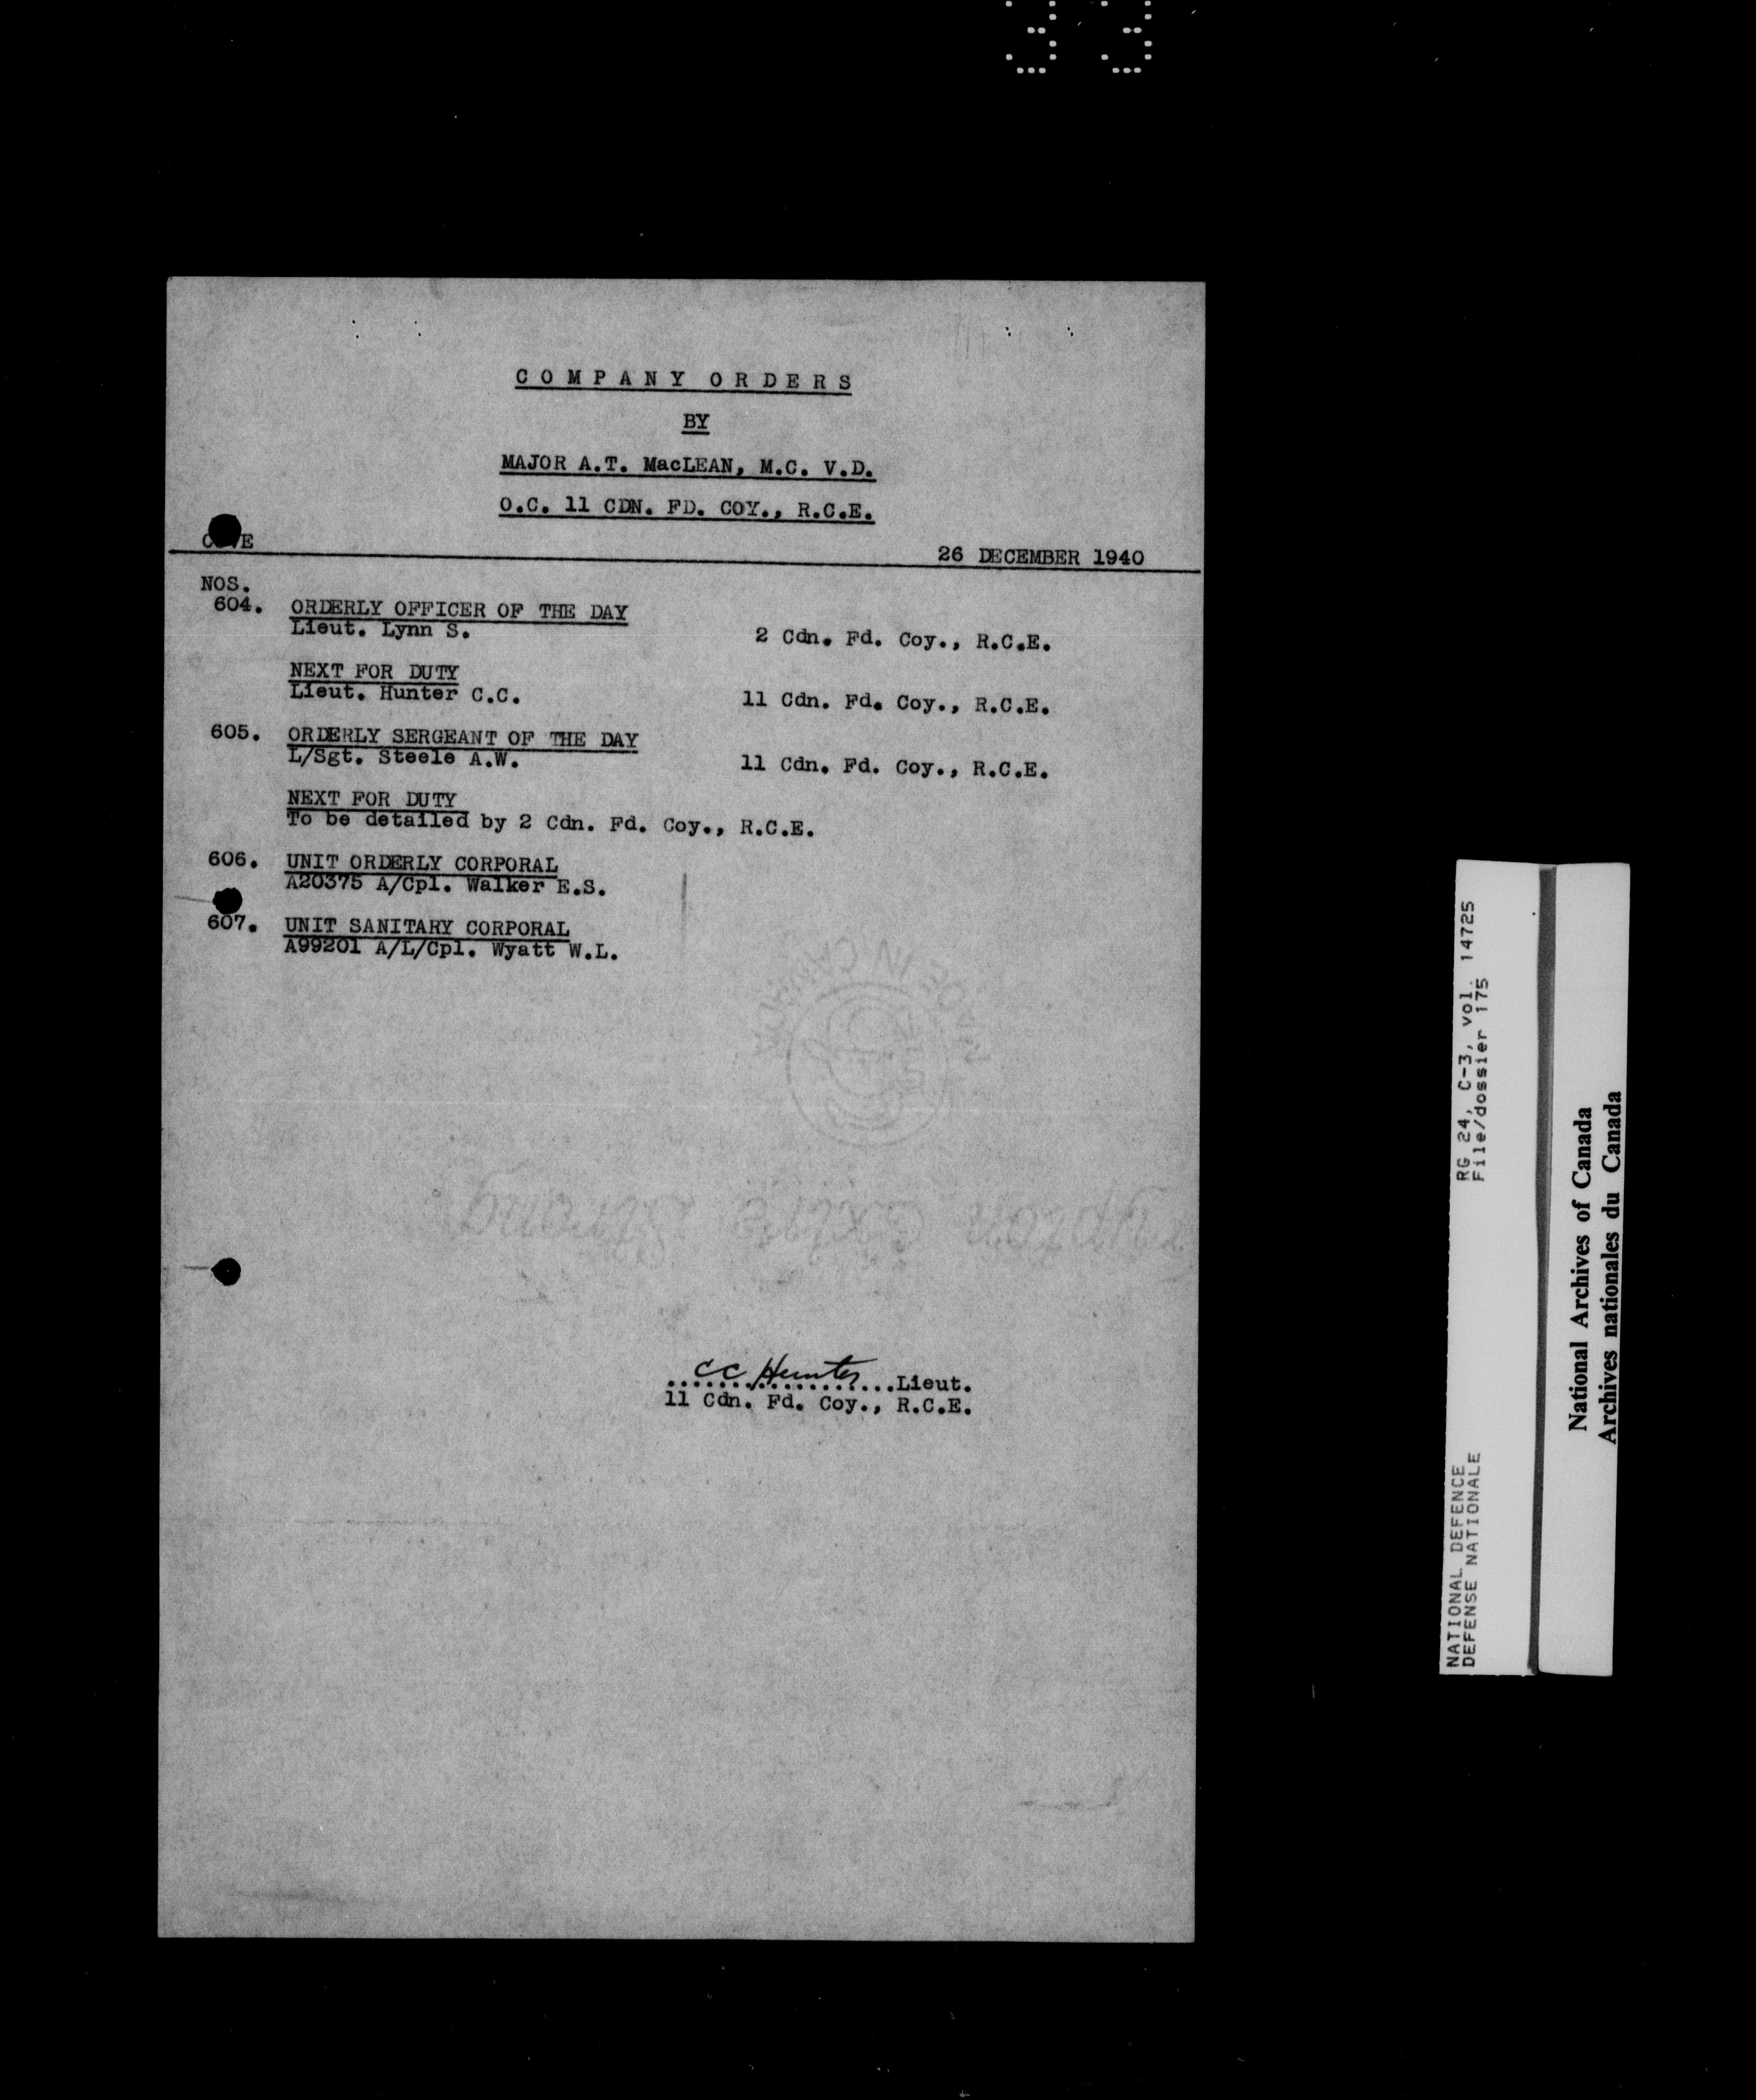 COMPANY ORDERS
BY
MAJOR A.T. MacLEAN, M.C. V.D.
O.C. 11 CDN. FD. COY., R.C.E.
26 DECEMBER 1940
NOS.
604. ORDERLY OFFICER OF THE DAY
Lieut. Lynn S. 2 Cdn. Fd. Coy., R.C.E.
NEXT FOR DUTY
Lieut. Hunter C.C. 11 Cdn. Fd. Coy., R.C.E.
605. ORDERLY SERGEANT OF THE DAY
L/Sgt. Steele A.W. 11 Cdn. Fd. Coy., R.C.E.
NEXT FOR DUTY
To be detailed by 2 Cdn. Fd. Coy., R.C.E.
606. UNIT ORDERLY CORPORAL
A20375 A/Cpl. Walker E.S.
607. UNIT SANITARY CORPORAL
A99201 A/L/Cpl. Wyatt W.L.
CC Hunter
...................Lieut.
11 Cdn. Fd. Coy., R.C.E.
NATIONAL DEFENCE RG 24, C-3, vol. 14725
DEFENSE NATIONALE File/dossier 175
National Archives of Canada
Archives nationales du Canada